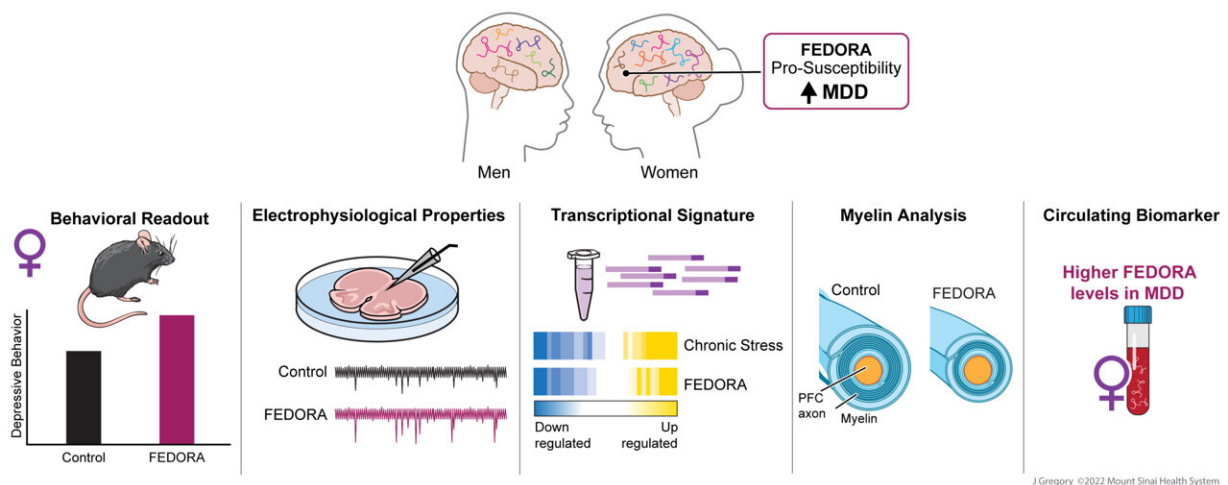 FEDORA
Pro-Susceptibility
↑ MDD
Men
Women
Behavioral Readout
Depressive Behavior
Control
FEDORA
Electrophysiological Properties
Control
FEDORA
Transcriptional Signature
Chronic Stress
FEDORA
Down
regulated
Up
regulated
Myelin Analysis
Control
FEDORA
PFC
axon
Myelin
Circulating Biomarker
Higher FEDORA
levels in MDD
J Gregory ©2022 Mount Sinai Health System